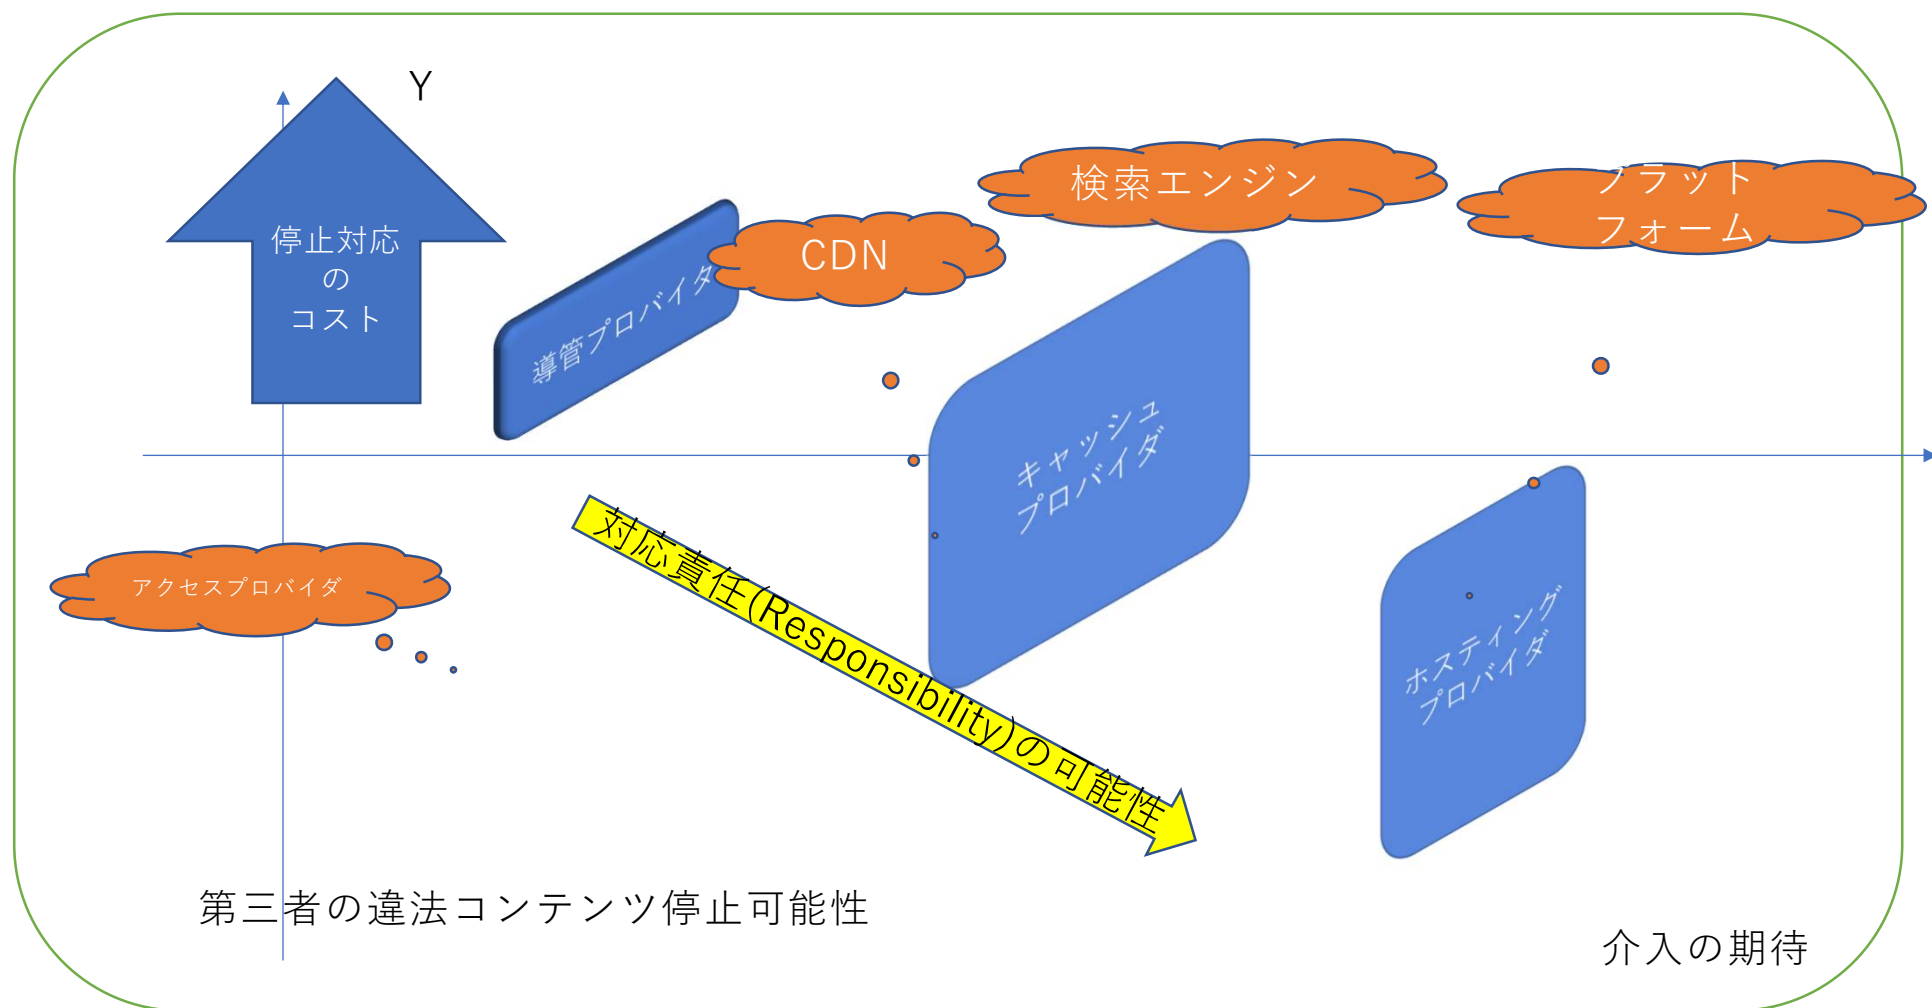 Y
停止対応
の
コスト
導管プロバイダ
CDN
検索エンジン
プラット
フォーム
キャッシュ
プロバイダ
アクセスプロバイダ
対応責任(Responsibility)の可能性
ホスティング
プロバイダ
第三者の違法コンテンツ停止可能性
介入の期待